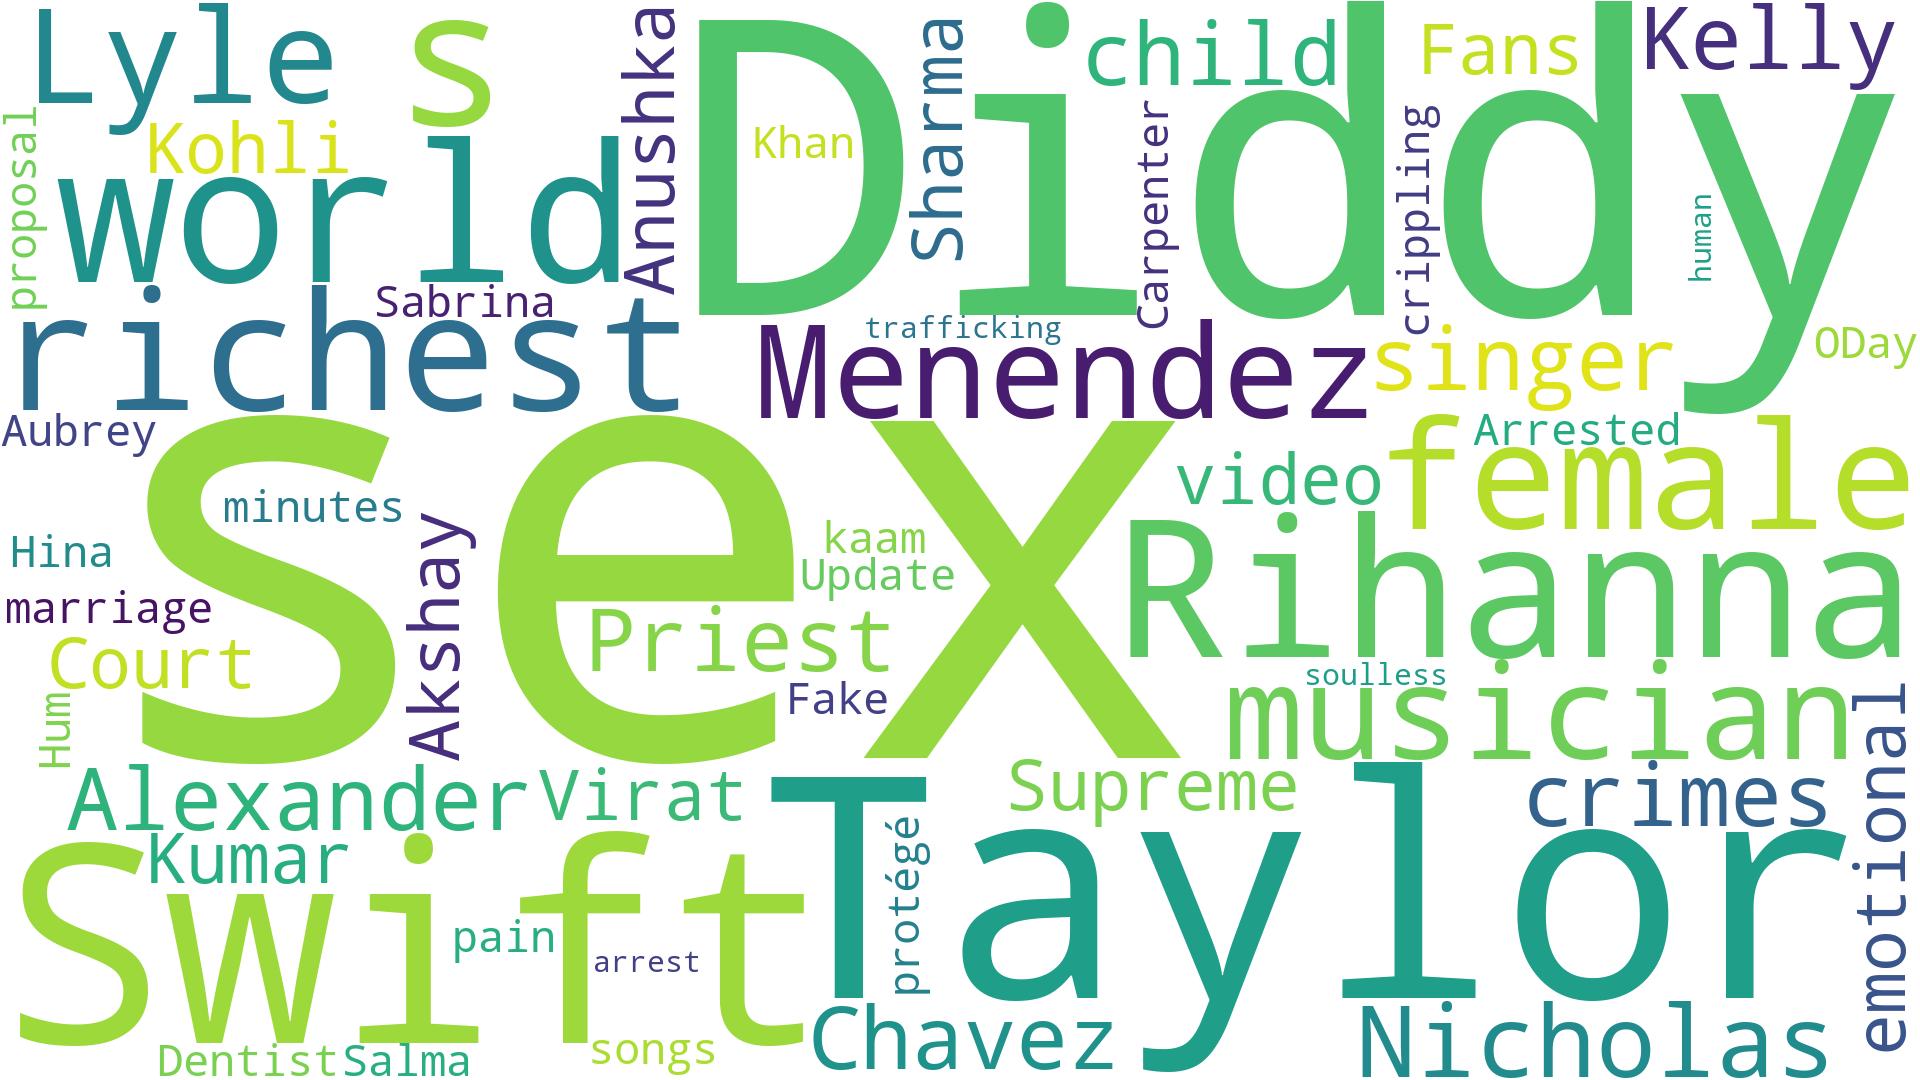 Lyle
s
Diddy
child
Fans
Kelly
Anushka
Sharma
Khan
Kohli
proposal
world
Carpenter
crippling
human
Sabrina
richest
trafficking
Menendez
singer
ODay
Aubrey
sex
Arrested
female
video
minutes
Hina
Akshay
kaam
Update
Rihanna
marriage
Court
Priest
Fake
soulless
musician
Hum
emotional
Alexander
Virat
Supreme
crimes
Taylor
Kumar
Swift
pain
arrest
protégé
songs
Chavez
Nicholas
Dentist
Salma